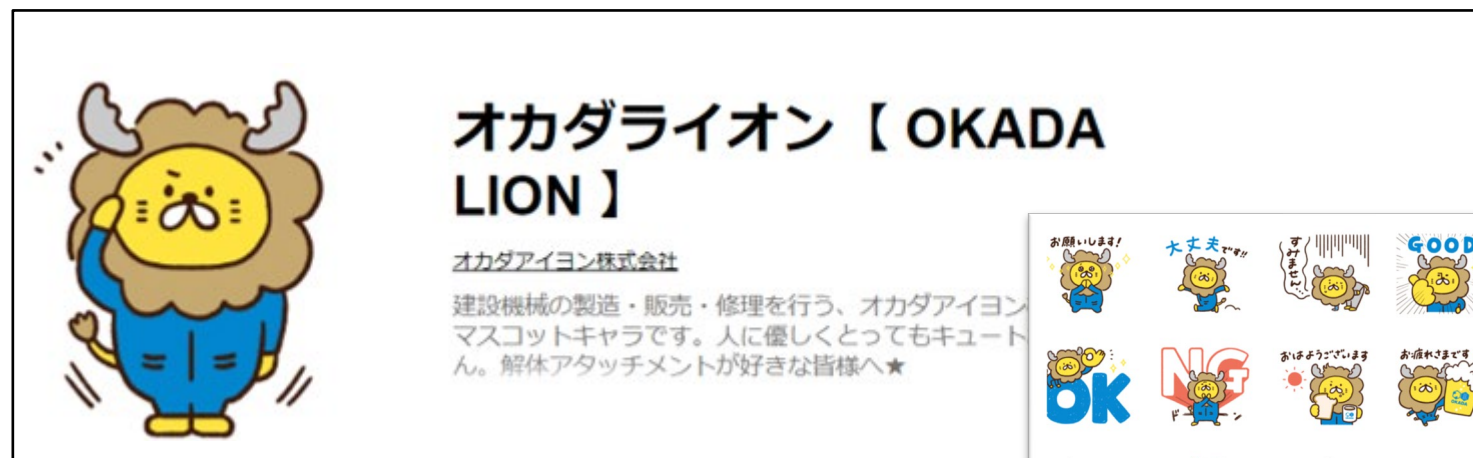 オカダライオン【 OKADA
LION 】
オカダアイヨン株式会社
建設機械の製造・販売・修理を行う、オカダアイヨン
マスコットキャラです。人に優しくとってもキュート
ん。解体アタッチメントが好きな皆様へ★
お願いします!
大丈夫です!!
すみません
GOOD
OK
NG
ドーン
おはようございます
お疲れさまです
OKADA